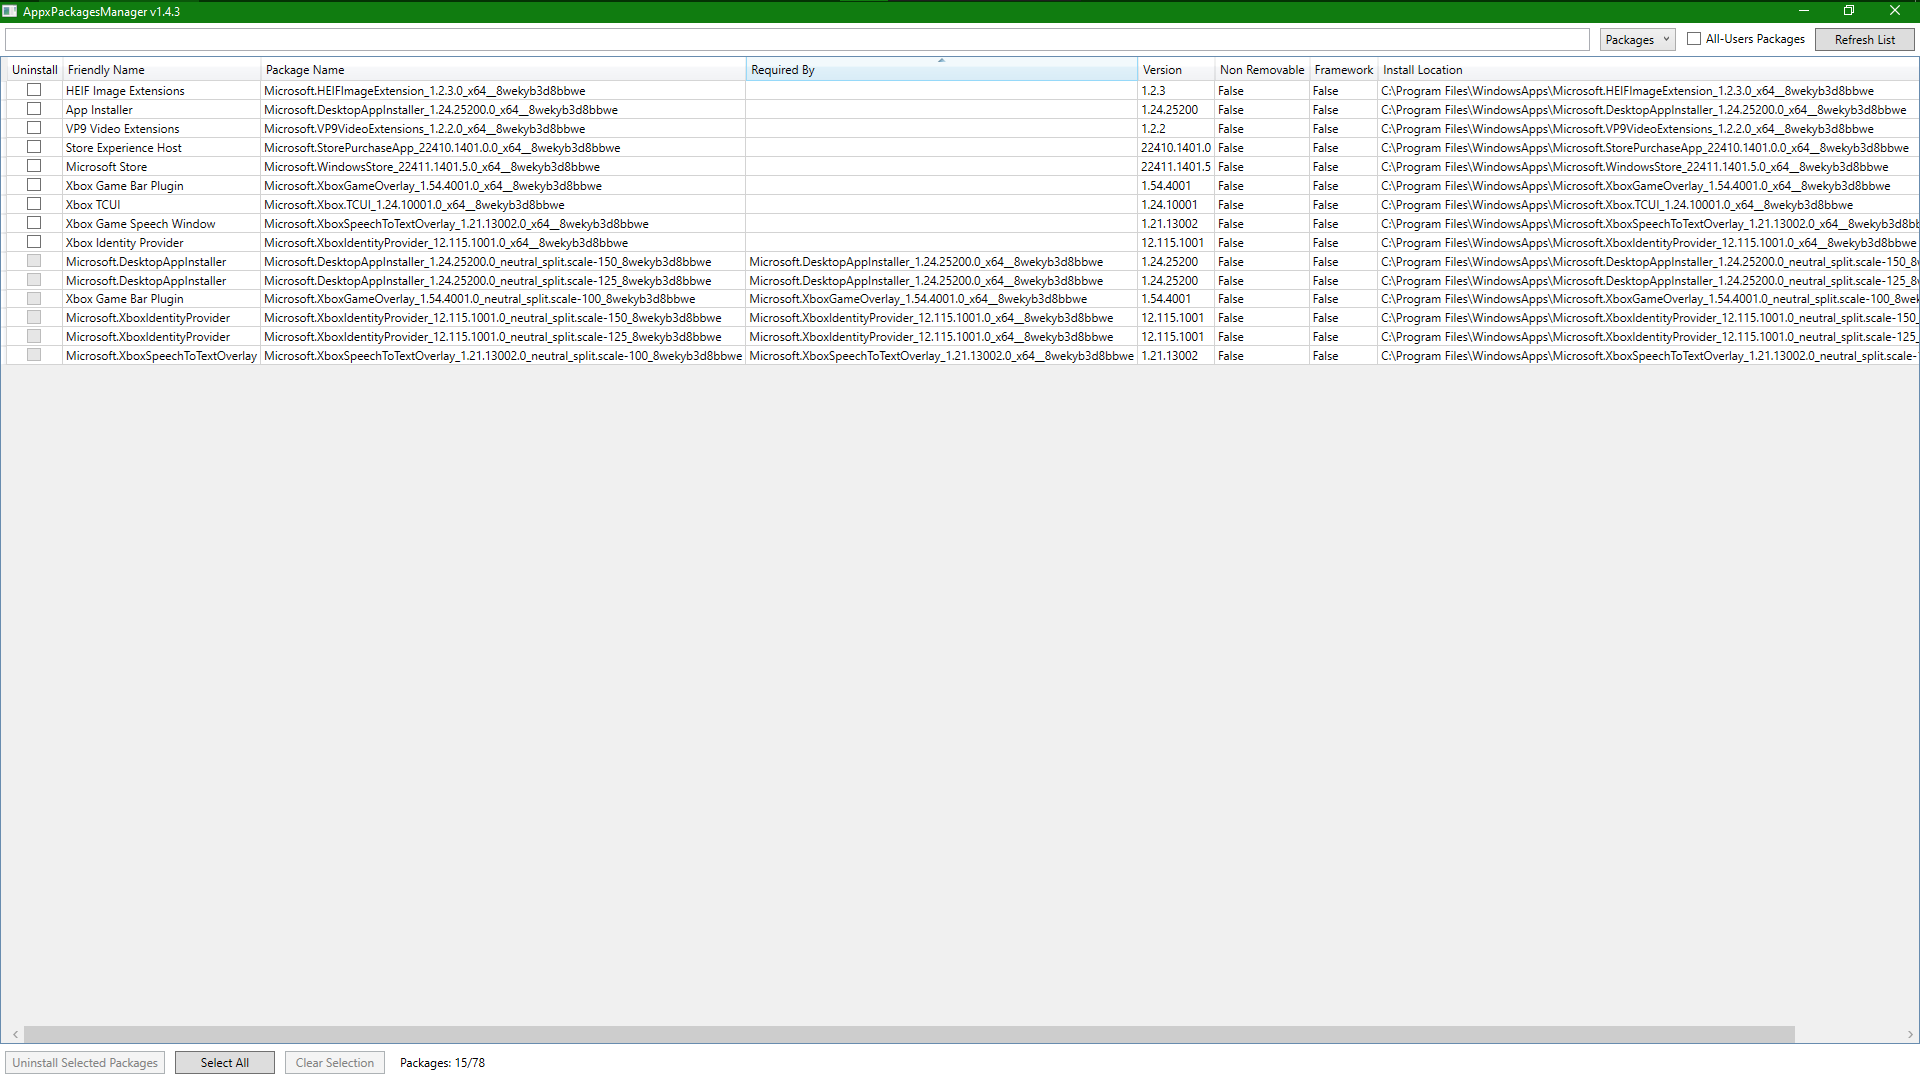 AppxPackagesManager v1.4.3
Packages All-Users Packages Refresh List
Uninstall Friendly Name Package Name Required By Version Non Removable Framework Install Location
HEIF Image Extensions Microsoft.HEIFImageExtension_1.2.3.0_x64__8wekyb3d8bbwe 1.2.3 False False C:\Program Files\WindowsApps\Microsoft.HEIFImageExtension_1.2.3.0_x64__8wekyb3d8bbwe
App Installer Microsoft.DesktopAppInstaller_1.24.25200.0_x64__8wekyb3d8bbwe 1.24.25200 False False C:\Program Files\WindowsApps\Microsoft.DesktopAppInstaller_1.24.25200.0_x64__8wekyb3d8bbwe
VP9 Video Extensions Microsoft.VP9VideoExtensions_1.2.2.0_x64__8wekyb3d8bbwe 1.2.2 False False C:\Program Files\WindowsApps\Microsoft.VP9VideoExtensions_1.2.2.0_x64__8wekyb3d8bbwe
Store Experience Host Microsoft.StorePurchaseApp_22410.1401.0.0_x64__8wekyb3d8bbwe 22410.1401.0 False False C:\Program Files\WindowsApps\Microsoft.StorePurchaseApp_22410.1401.0.0_x64__8wekyb3d8bbwe
Microsoft Store Microsoft.WindowsStore_22411.1401.5.0_x64__8wekyb3d8bbwe 22411.1401.5 False False C:\Program Files\WindowsApps\Microsoft.WindowsStore_22411.1401.5.0_x64__8wekyb3d8bbwe
Xbox Game Bar Plugin Microsoft.XboxGameOverlay_1.54.4001.0_x64__8wekyb3d8bbwe 1.54.4001 False False C:\Program Files\WindowsApps\Microsoft.XboxGameOverlay_1.54.4001.0_x64__8wekyb3d8bbwe
Xbox TCUI Microsoft.Xbox.TCUI_1.24.10001.0_x64__8wekyb3d8bbwe 1.24.10001 False False C:\Program Files\WindowsApps\Microsoft.Xbox.TCUI_1.24.10001.0_x64__8wekyb3d8bbwe
Xbox Game Speech Window Microsoft.XboxSpeechToTextOverlay_1.21.13002.0_x64__8wekyb3d8bbwe 1.21.13002 False False C:\Program Files\WindowsApps\Microsoft.XboxSpeechToTextOverlay_1.21.13002.0_x64__8wekyb3d8bb
Xbox Identity Provider Microsoft.XboxIdentityProvider_12.115.1001.0_x64__8wekyb3d8bbwe 12.115.1001 False False C:\Program Files\WindowsApps\Microsoft.XboxIdentityProvider_12.115.1001.0_x64__8wekyb3d8bbwe
Microsoft.DesktopAppInstaller Microsoft.DesktopAppInstaller_1.24.25200.0_neutral_split.scale-150_8wekyb3d8bbwe Microsoft.DesktopAppInstaller_1.24.25200.0_x64__8wekyb3d8bbwe 1.24.25200 False False C:\Program Files\WindowsApps\Microsoft.DesktopAppInstaller_1.24.25200.0_neutral_split.scale-150_8
Microsoft.DesktopAppInstaller Microsoft.DesktopAppInstaller_1.24.25200.0_neutral_split.scale-125_8wekyb3d8bbwe Microsoft.DesktopAppInstaller_1.24.25200.0_x64__8wekyb3d8bbwe 1.24.25200 False False C:\Program Files\WindowsApps\Microsoft.DesktopAppInstaller_1.24.25200.0_neutral_split.scale-125_8
Xbox Game Bar Plugin Microsoft.XboxGameOverlay_1.54.4001.0_neutral_split.scale-100_8wekyb3d8bbwe Microsoft.XboxGameOverlay_1.54.4001.0_x64__8wekyb3d8bbwe 1.54.4001 False False C:\Program Files\WindowsApps\Microsoft.XboxGameOverlay_1.54.4001.0_neutral_split.scale-100_8wek
Microsoft.XboxIdentityProvider Microsoft.XboxIdentityProvider_12.115.1001.0_neutral_split.scale-150_8wekyb3d8bbwe Microsoft.XboxIdentityProvider_12.115.1001.0_x64__8wekyb3d8bbwe 12.115.1001 False False C:\Program Files\WindowsApps\Microsoft.XboxIdentityProvider_12.115.1001.0_neutral_split.scale-150_
Microsoft.XboxIdentityProvider Microsoft.XboxIdentityProvider_12.115.1001.0_neutral_split.scale-125_8wekyb3d8bbwe Microsoft.XboxIdentityProvider_12.115.1001.0_x64__8wekyb3d8bbwe 12.115.1001 False False C:\Program Files\WindowsApps\Microsoft.XboxIdentityProvider_12.115.1001.0_neutral_split.scale-125_
Microsoft.XboxSpeechToTextOverlay Microsoft.XboxSpeechToTextOverlay_1.21.13002.0_neutral_split.scale-100_8wekyb3d8bbwe Microsoft.XboxSpeechToTextOverlay_1.21.13002.0_x64__8wekyb3d8bbwe 1.21.13002 False False C:\Program Files\WindowsApps\Microsoft.XboxSpeechToTextOverlay_1.21.13002.0_neutral_split.scale-1
Uninstall Selected Packages Select All Clear Selection Packages: 15/78